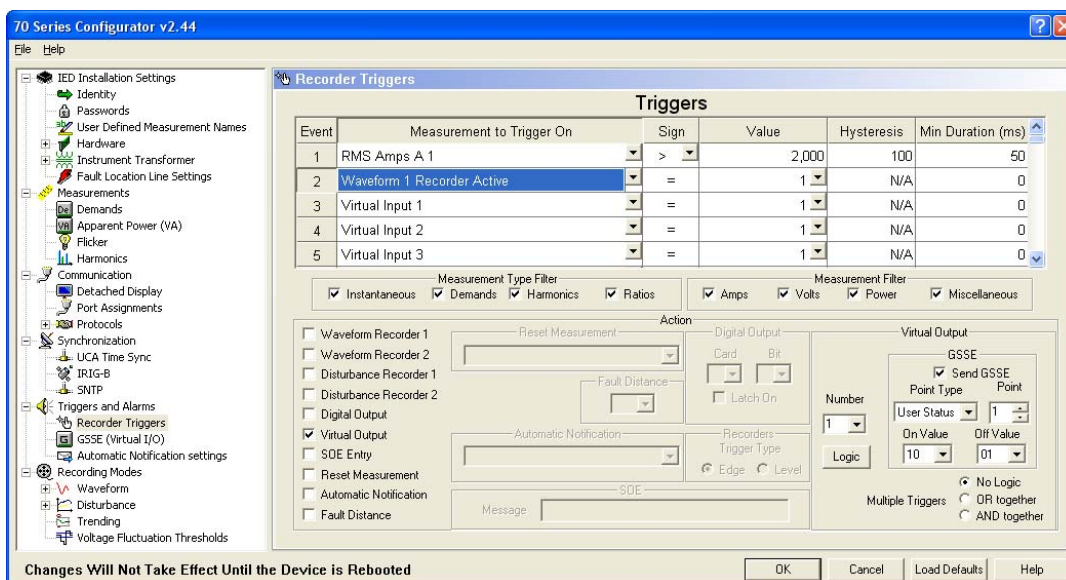 70 Series Configurator v2.44
File Help
IED Installation Settings
Identity
Passwords
User Defined Measurement Names
Hardware
Instrument Transformer
Fault Location Line Settings
Measurements
Demands
Apparent Power (VA)
Flicker
Harmonics
Communication
Detached Display
Port Assignments
Protocols
Synchronization
UCA Time Sync
IRIG-B
SNTP
Triggers and Alarms
Recorder Triggers
GSSE (Virtual I/O)
Automatic Notification settings
Recording Modes
Waveform
Disturbance
Trending
Voltage Fluctuation Thresholds
Recorder Triggers
Triggers
Event Measurement to Trigger On Sign Value Hysteresis Min Duration (ms)
1 RMS Amps A 1 > 2,000 100 50
2 Waveform 1 Recorder Active = 1 N/A 0
3 Virtual Input 1 = 1 N/A 0
4 Virtual Input 2 = 1 N/A 0
5 Virtual Input 3 = 1 N/A 0
Measurement Type Filter
Instantaneous Demands Harmonics Ratios
Measurement Filter
Amps Volts Power Miscellaneous
Action
Waveform Recorder 1
Waveform Recorder 2
Disturbance Recorder 1
Disturbance Recorder 2
Digital Output
Virtual Output
SOE Entry
Reset Measurement
Automatic Notification
Fault Distance
Reset Measurement
Fault Distance
Automatic Notification
SOE
Message
Digital Output
Card Bit
Latch On
Recorders
Trigger Type
Edge Level
Virtual Output
Number
1
Logic
GSSE
Send GSSE
Point Type Point
User Status 1
On Value Off Value
10 01
Multiple Triggers
No Logic
OR together
AND together
Changes Will Not Take Effect Until the Device is Rebooted
OK Cancel Load Defaults Help